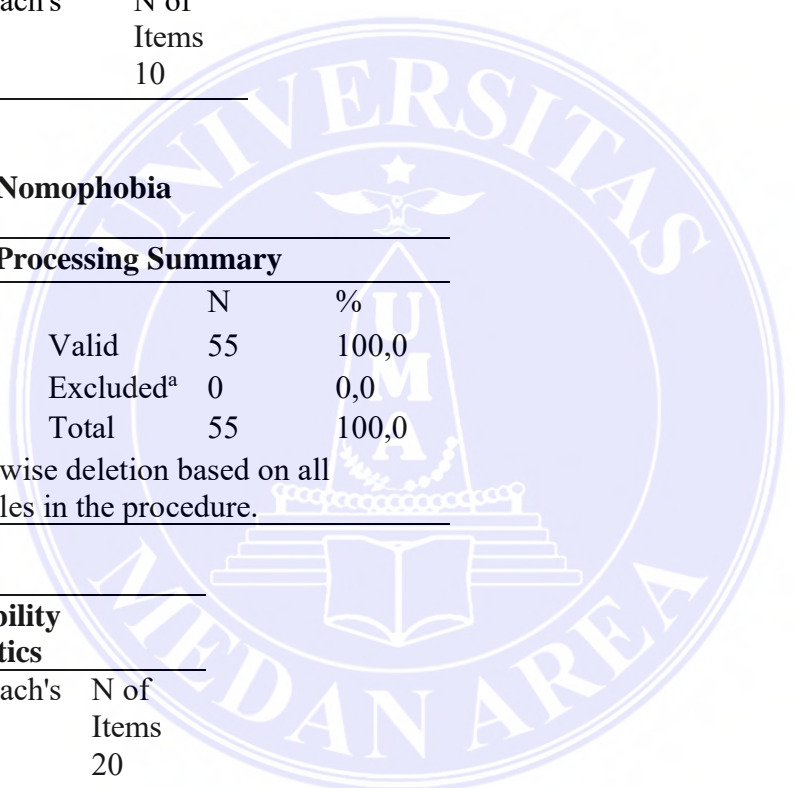 ach's N of
Items
10
Nomophobia
Processing Summary
N %
Valid 55 100,0
Excludedᵃ 0 0,0
Total 55 100,0
wise deletion based on all
les in the procedure.
bility
tics
ach's N of
Items
20
UNIVERSITAS
UMA
MEDAN AREA